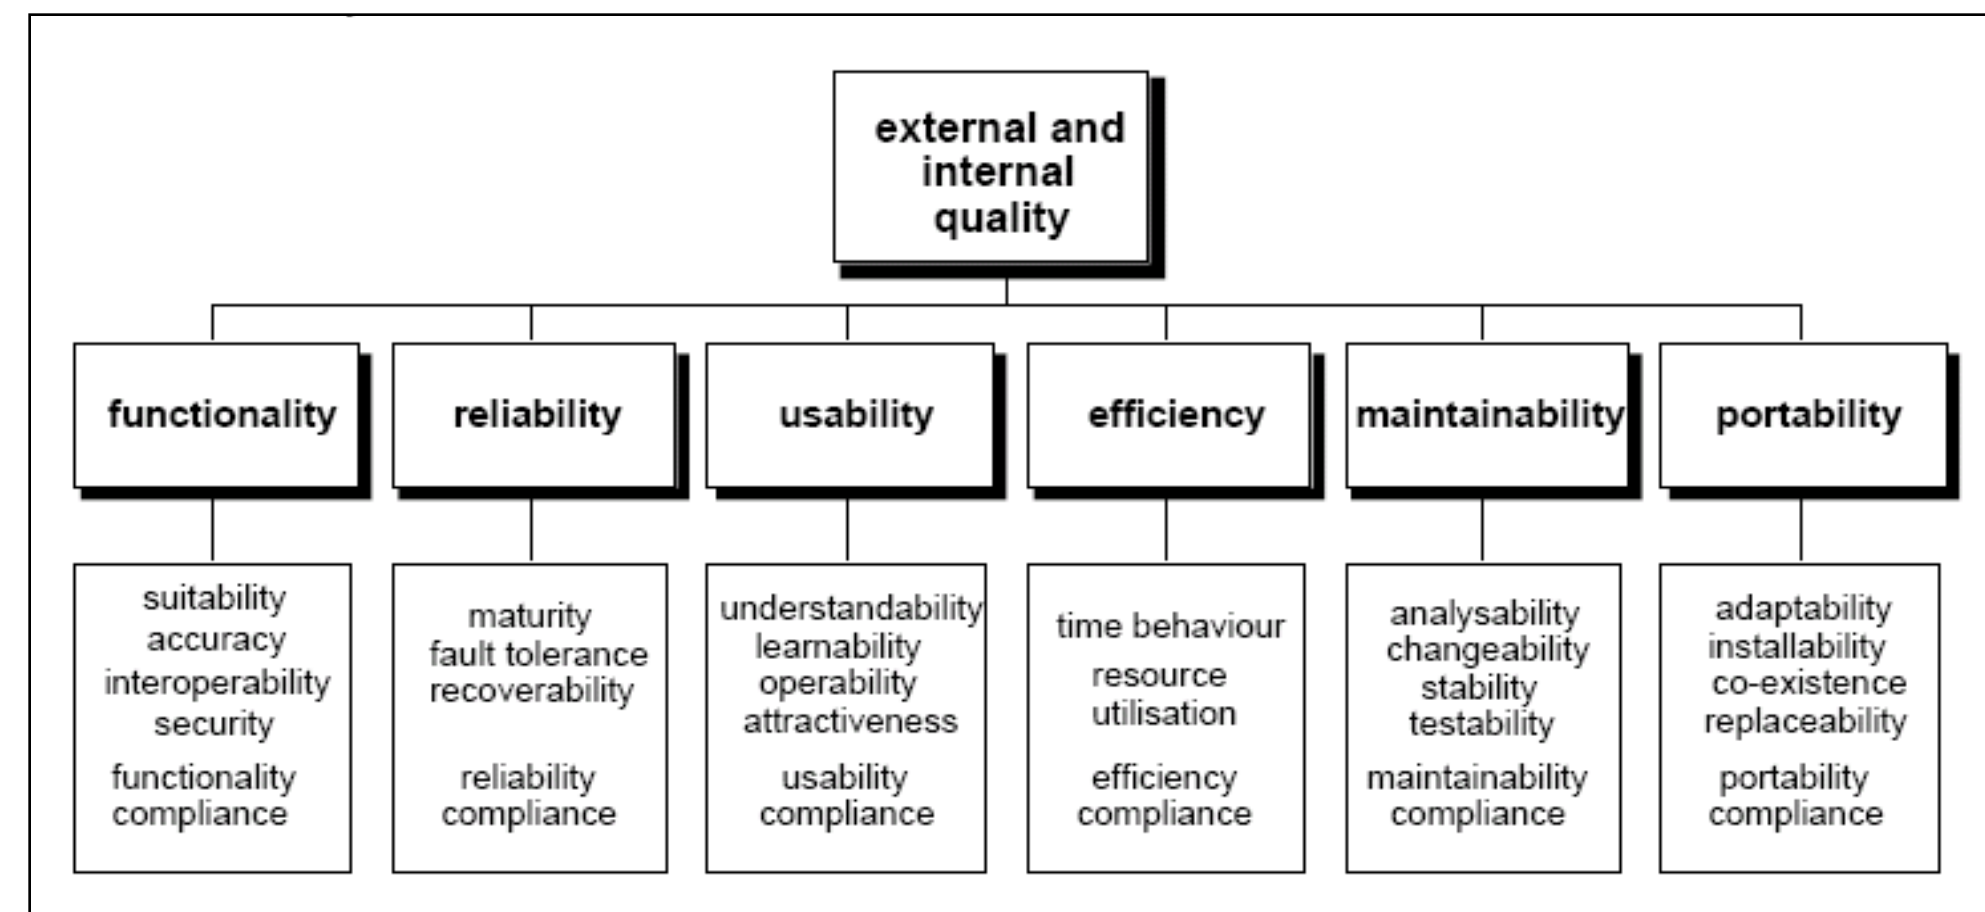 external and
internal
quality
functionality
reliability
usability
efficiency
maintainability
portability
suitability
accuracy
interoperability
security
functionality
compliance
maturity
fault tolerance
recoverability
reliability
compliance
understandability
learnability
operability
attractiveness
usability
compliance
time behaviour
resource
utilisation
efficiency
compliance
analysability
changeability
stability
testability
maintainability
compliance
adaptability
installability
co-existence
replaceability
portability
compliance